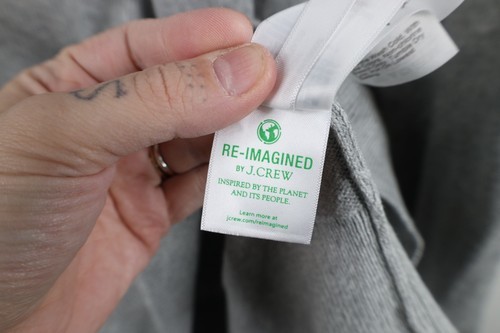 RE-IMAGINED
BY J.CREW
INSPIRED BY THE PLANET
AND ITS PEOPLE.
Learn more at
jcrew.com/reimagined